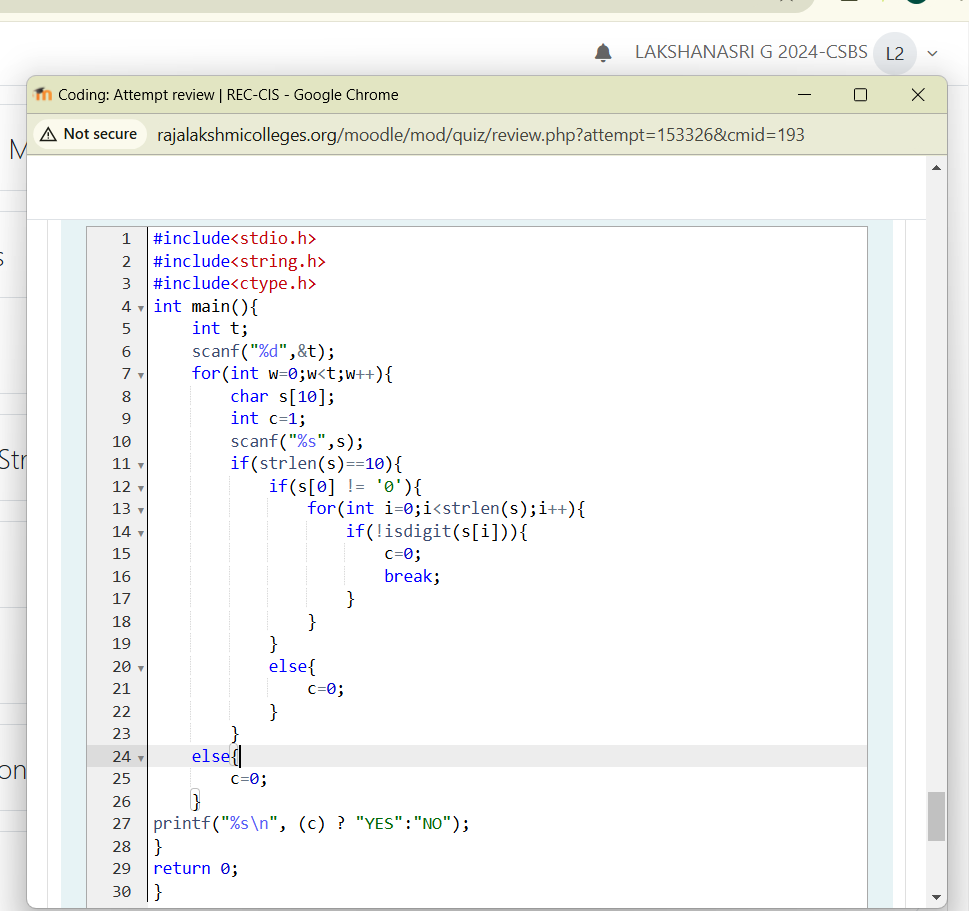 LAKSHANASRI G 2024-CSBS L2
Coding: Attempt review | REC-CIS - Google Chrome
Not secure rajalakshmicolleges.org/moodle/mod/quiz/review.php?attempt=153326&cmid=193
M
s
Str
on
1 #include<stdio.h>
2 #include<string.h>
3 #include<ctype.h>
4 int main(){
5     int t;
6     scanf("%d",&t);
7     for(int w=0;w<t;w++){
8         char s[10];
9         int c=1;
10         scanf("%s",s);
11         if(strlen(s)==10){
12             if(s[0] != '0'){
13                 for(int i=0;i<strlen(s);i++){
14                     if(!isdigit(s[i])){
15                         c=0;
16                         break;
17                     }
18                 }
19             }
20             else{
21                 c=0;
22             }
23         }
24     else{
25         c=0;
26     }
27 printf("%s\n", (c) ? "YES":"NO");
28 }
29 return 0;
30 }